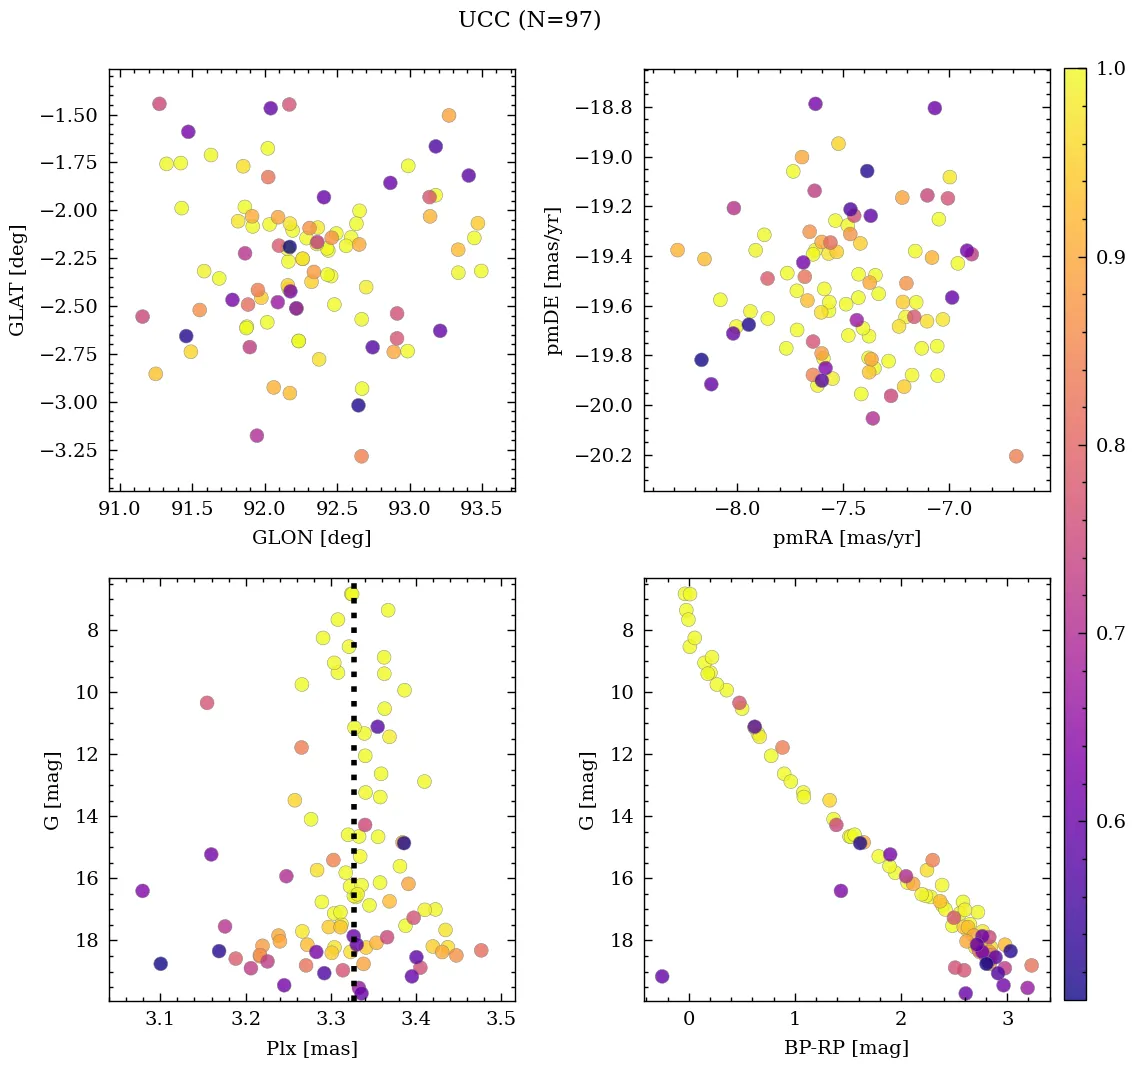 UCC (N=97)
−1.50
−1.75
−2.00
−2.25
−2.50
−2.75
−3.00
−3.25
GLAT [deg]
91.0 91.5 92.0 92.5 93.0 93.5
GLON [deg]
−18.8
−19.0
−19.2
−19.4
−19.6
−19.8
−20.0
−20.2
pmDE [mas/yr]
−8.0 −7.5 −7.0
pmRA [mas/yr]
1.0
0.9
0.8
0.7
0.6
8
10
12
14
16
18
G [mag]
3.1 3.2 3.3 3.4 3.5
Plx [mas]
8
10
12
14
16
18
G [mag]
0 1 2 3
BP-RP [mag]